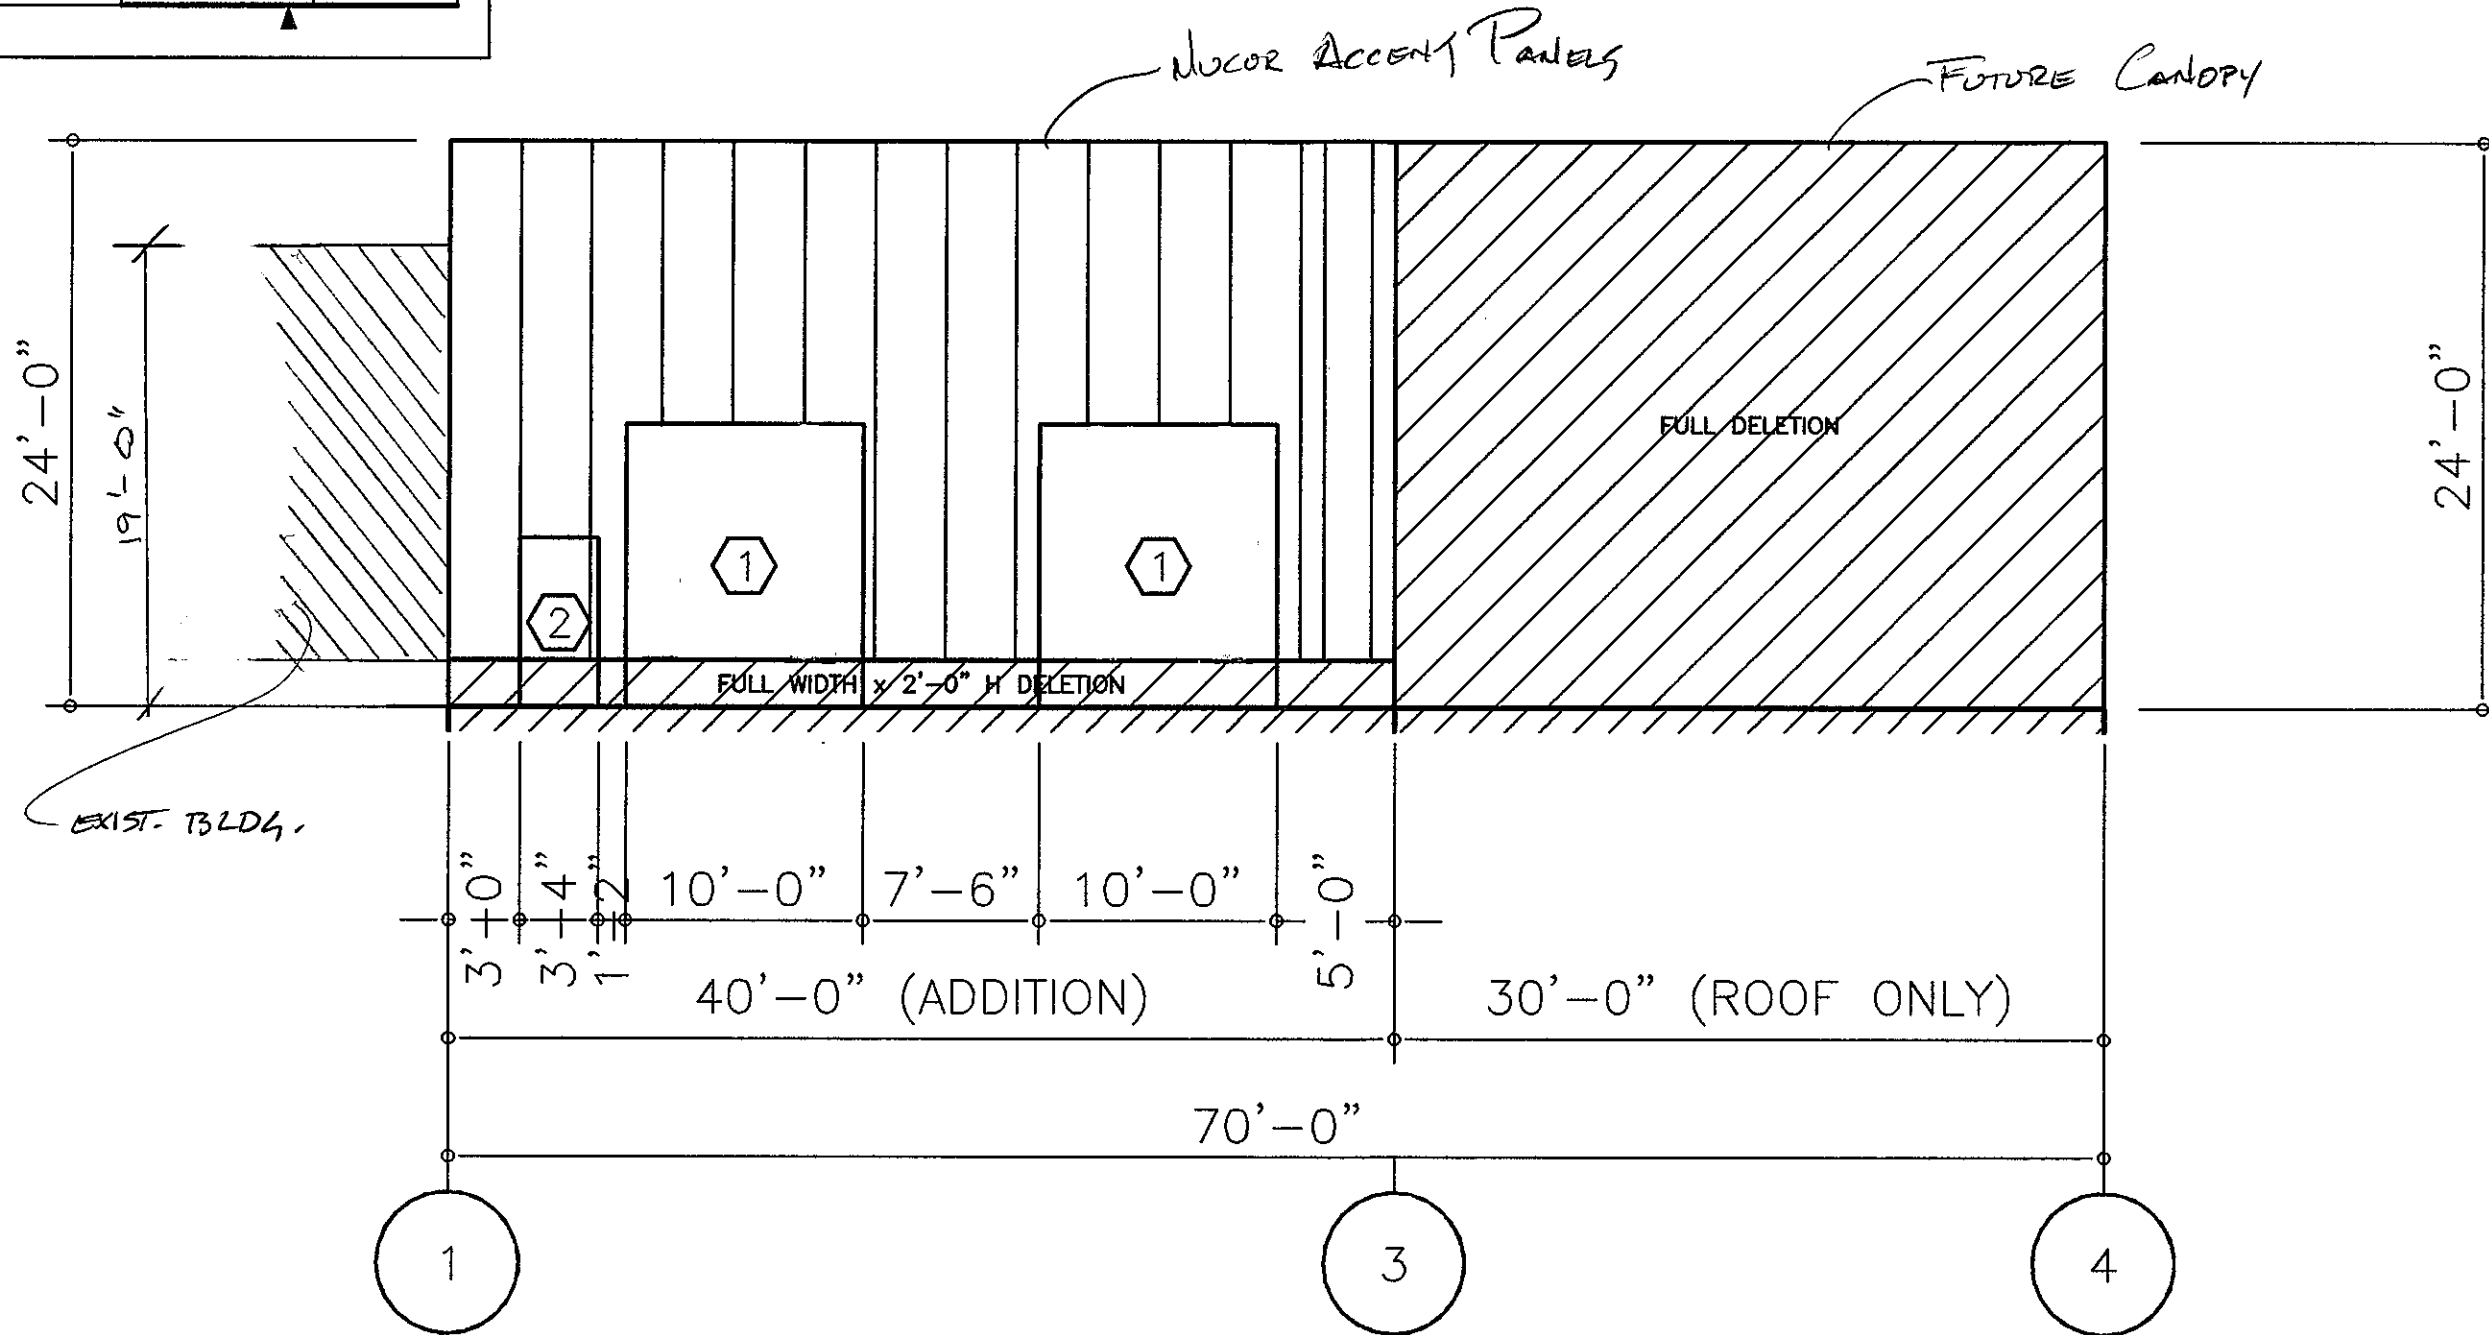 NUCOR ACCENT PANELS
FUTURE CANOPY
24'-0"
19'-0"
24'-0"
FULL DELETION
1
1
2
FULL WIDTH x 2'-0" H DELETION
EXIST. BLDG.
3'-0"
3'-4"
1'-2"
10'-0"
7'-6"
10'-0"
5'-0"
40'-0" (ADDITION)
30'-0" (ROOF ONLY)
70'-0"
1
3
4